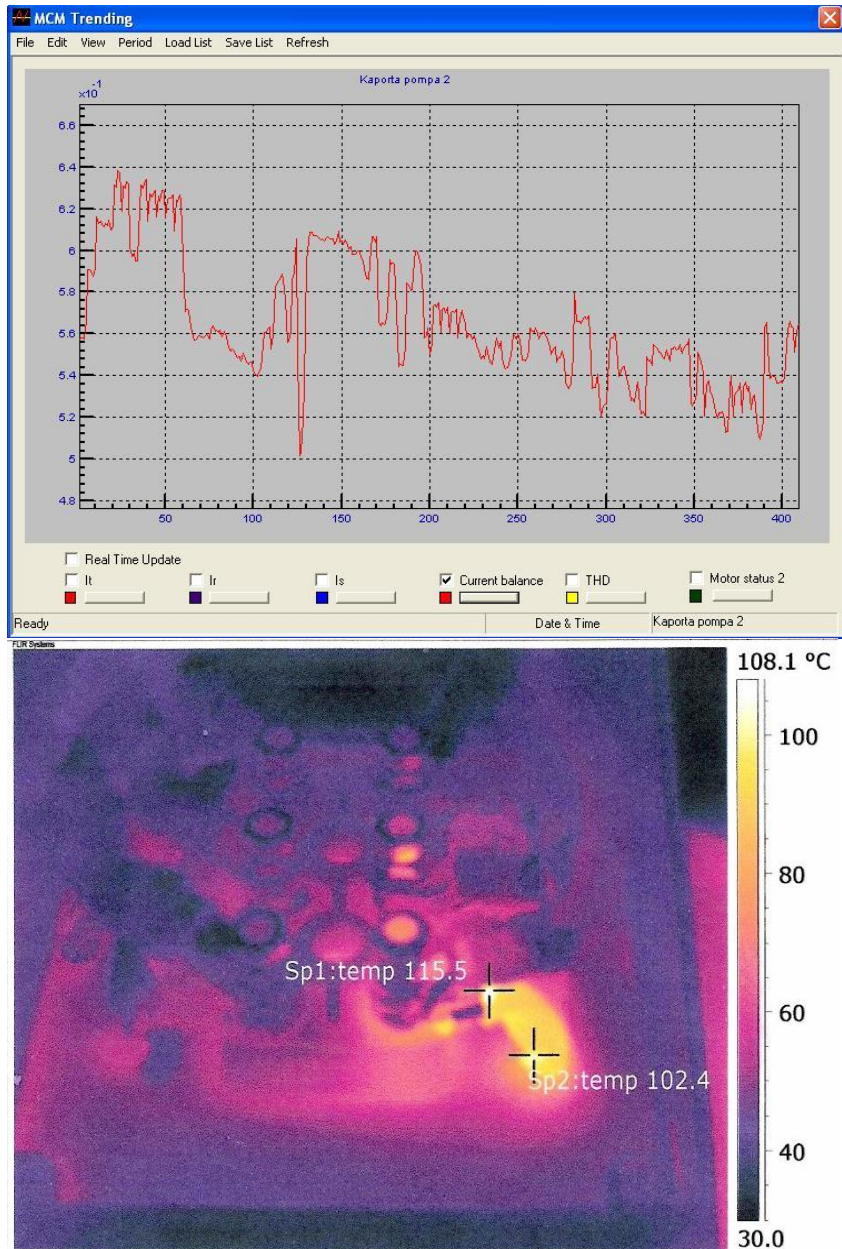 MCM Trending
File Edit View Period Load List Save List Refresh
Kaporta pompa 2
x10 -1
6.6
6.4
6.2
6
5.8
5.6
5.4
5.2
5
4.8
50 100 150 200 250 300 350 400
Real Time Update
It Ir Is Current balance THD Motor status 2
Ready Date & Time Kaporta pompa 2
FLIR Systems
108.1 °C
100
80
Sp1:temp 115.5
60
Sp2:temp 102.4
40
30.0